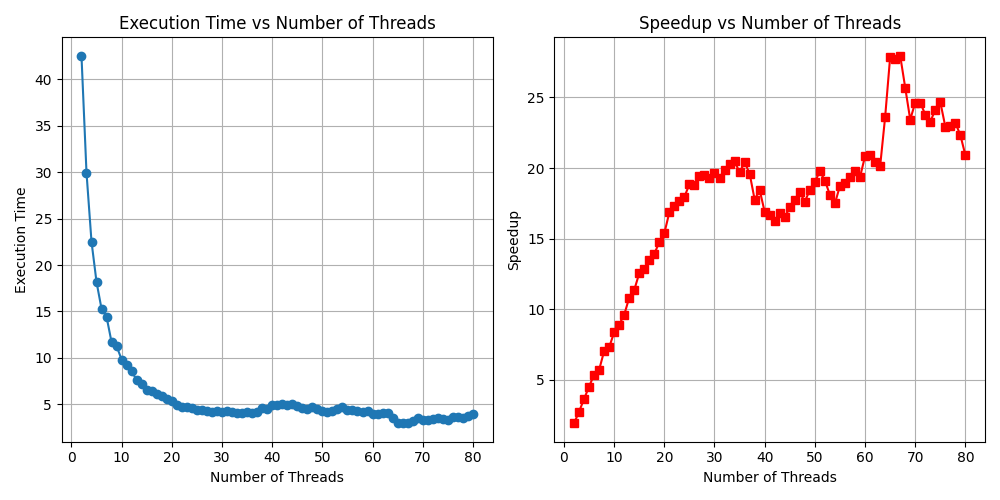 Execution Time vs Number of Threads
Execution Time
40
35
30
25
20
15
10
5
0 10 20 30 40 50 60 70 80
Number of Threads
Speedup vs Number of Threads
Speedup
25
20
15
10
5
0 10 20 30 40 50 60 70 80
Number of Threads